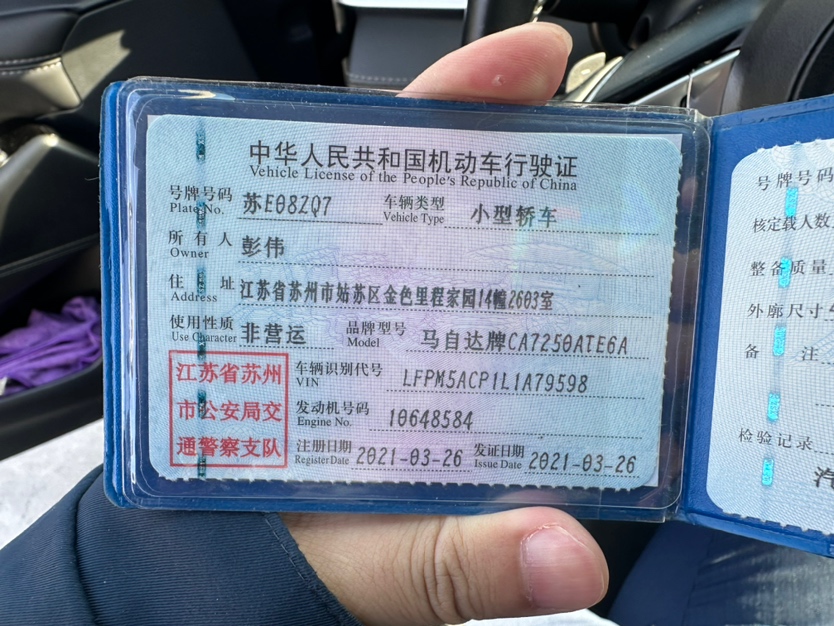 中华人民共和国机动车行驶证
Vehicle License of the People's Republic of China
号牌号码 Plate No. 苏E08ZQ7 车辆类型 Vehicle Type 小型轿车
所有人 Owner 彭伟
住址 Address 江苏省苏州市姑苏区金色里程家园14幢2603室
使用性质 Use Character 非营运 品牌型号 Model 马自达牌CA7250ATE6A
江苏省苏州
市公安局交
通警察支队
车辆识别代号 VIN LFPM5ACP1L1A79598
发动机号码 Engine No. 10648584
注册日期 Register Date 2021-03-26 发证日期 Issue Date 2021-03-26
号牌号码
核定载人数
整备质量
外廓尺寸
备注
检验记录